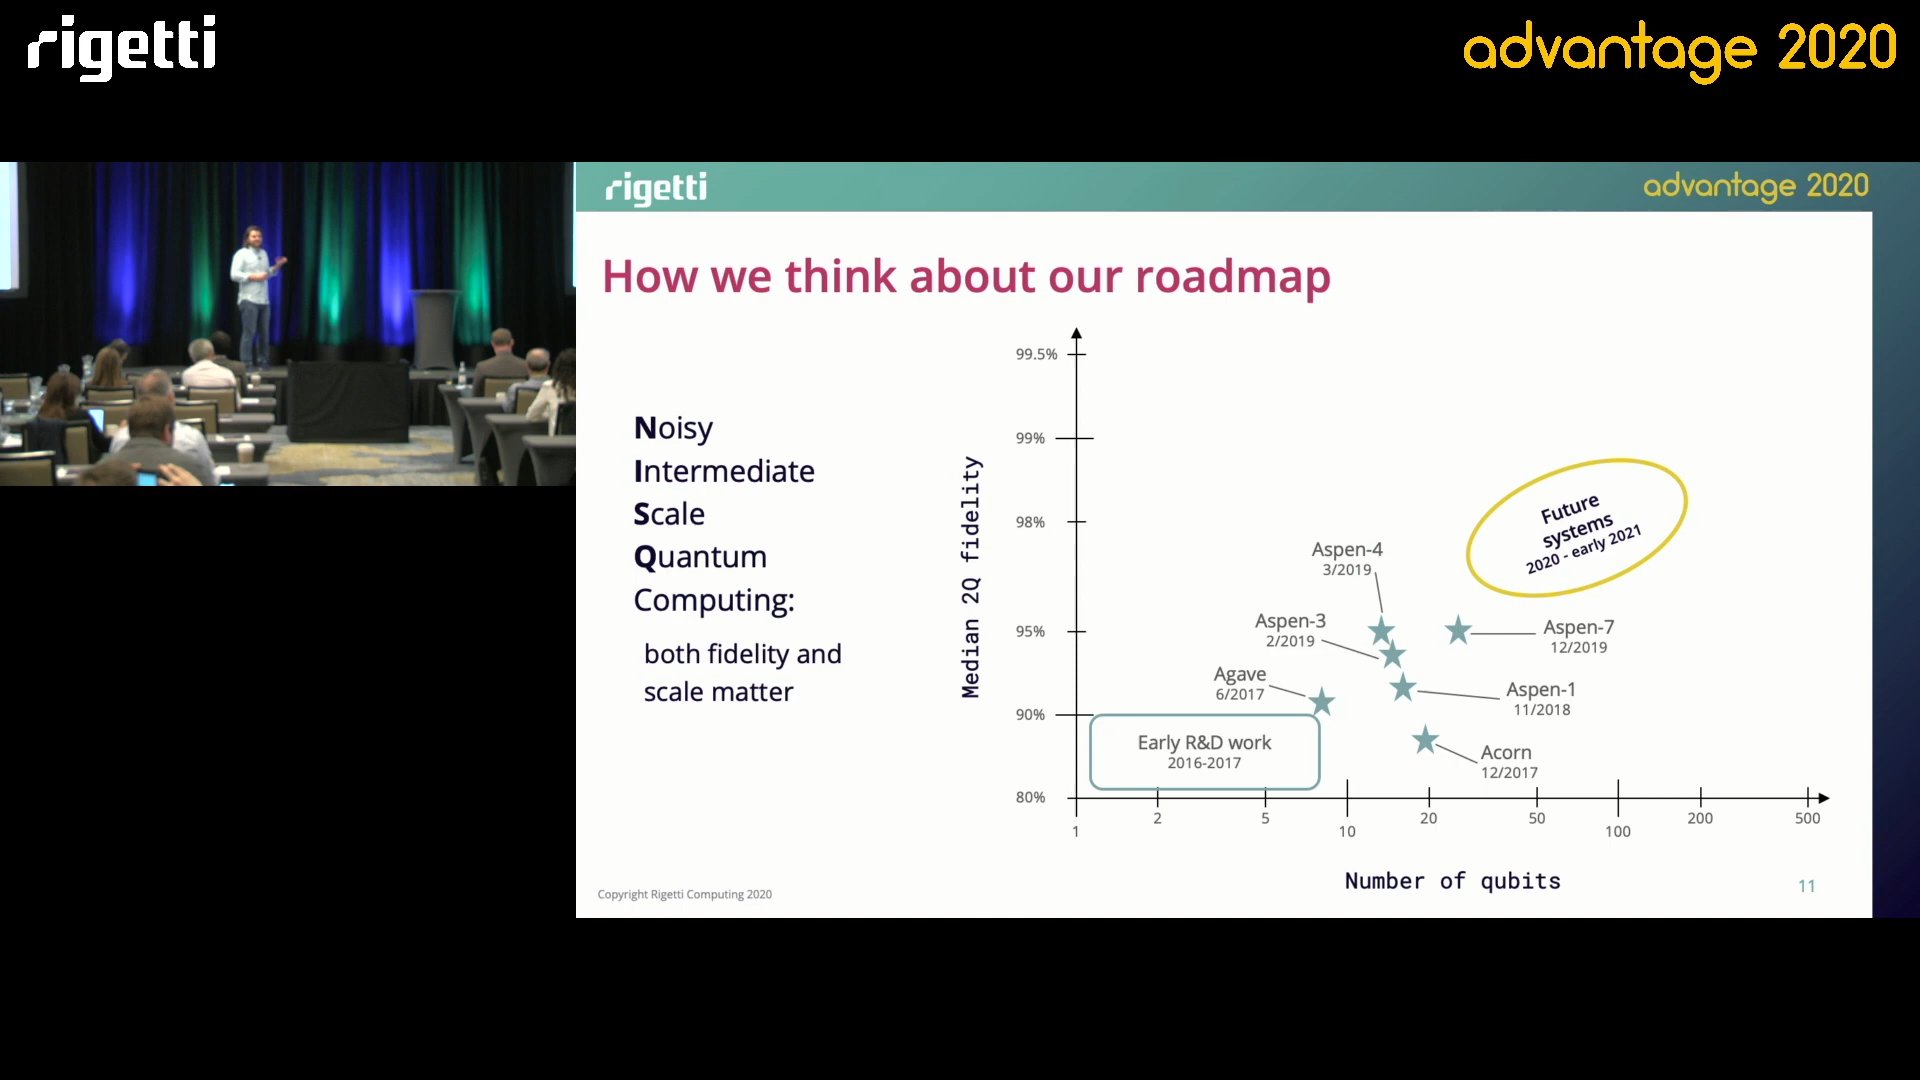 rigetti
advantage 2020
rigetti
advantage 2020
How we think about our roadmap
Noisy
Intermediate
Scale
Quantum
Computing:
both fidelity and
scale matter
Median 2Q fidelity
99.5%
99%
98%
95%
90%
80%
Future
systems
2020 - early 2021
Aspen-4
3/2019
Aspen-3
2/2019
Aspen-7
12/2019
Agave
6/2017
Aspen-1
11/2018
Early R&D work
2016-2017
Acorn
12/2017
1
2
5
10
20
50
100
200
500
Number of qubits
Copyright Rigetti Computing 2020
11